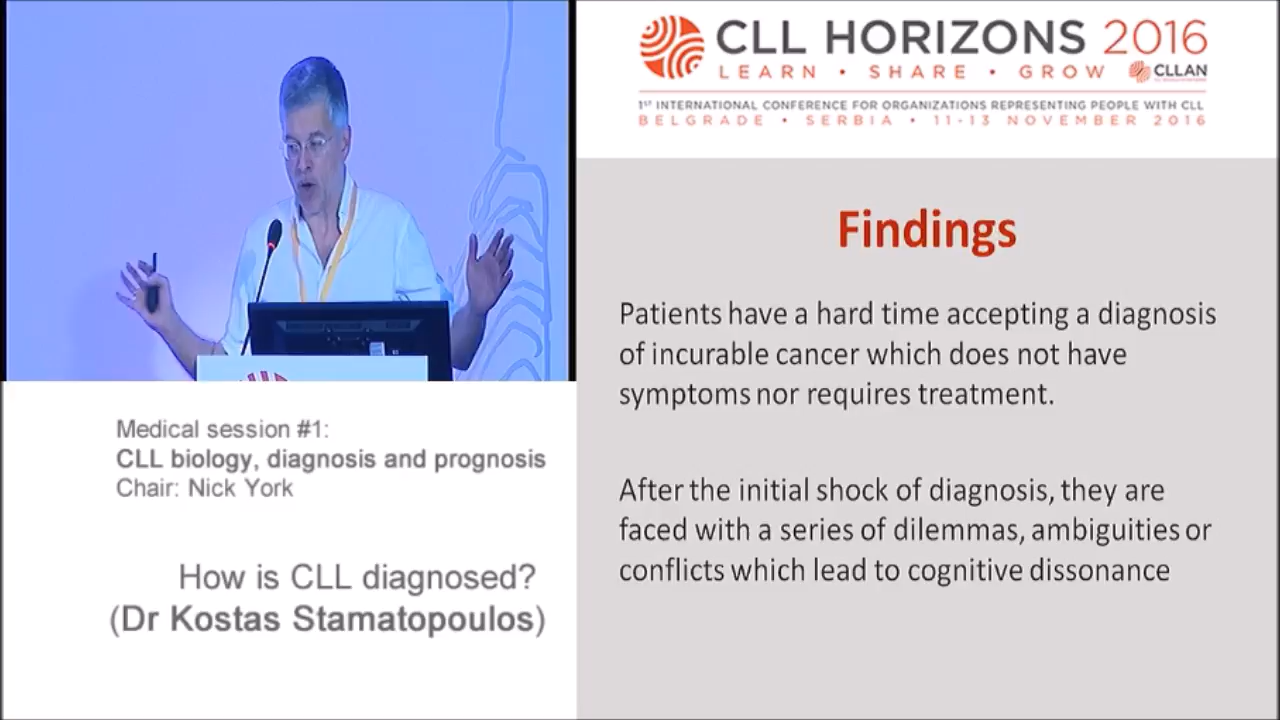 CLL HORIZONS 2016
LEARN • SHARE • GROW
CLLAN
1ST INTERNATIONAL CONFERENCE FOR ORGANIZATIONS REPRESENTING PEOPLE WITH CLL
BELGRADE • SERBIA • 11-13 NOVEMBER 2016
Findings
Patients have a hard time accepting a diagnosis
of incurable cancer which does not have
symptoms nor requires treatment.
After the initial shock of diagnosis, they are
faced with a series of dilemmas, ambiguities or
conflicts which lead to cognitive dissonance
Medical session #1:
CLL biology, diagnosis and prognosis
Chair: Nick York
How is CLL diagnosed?
(Dr Kostas Stamatopoulos)